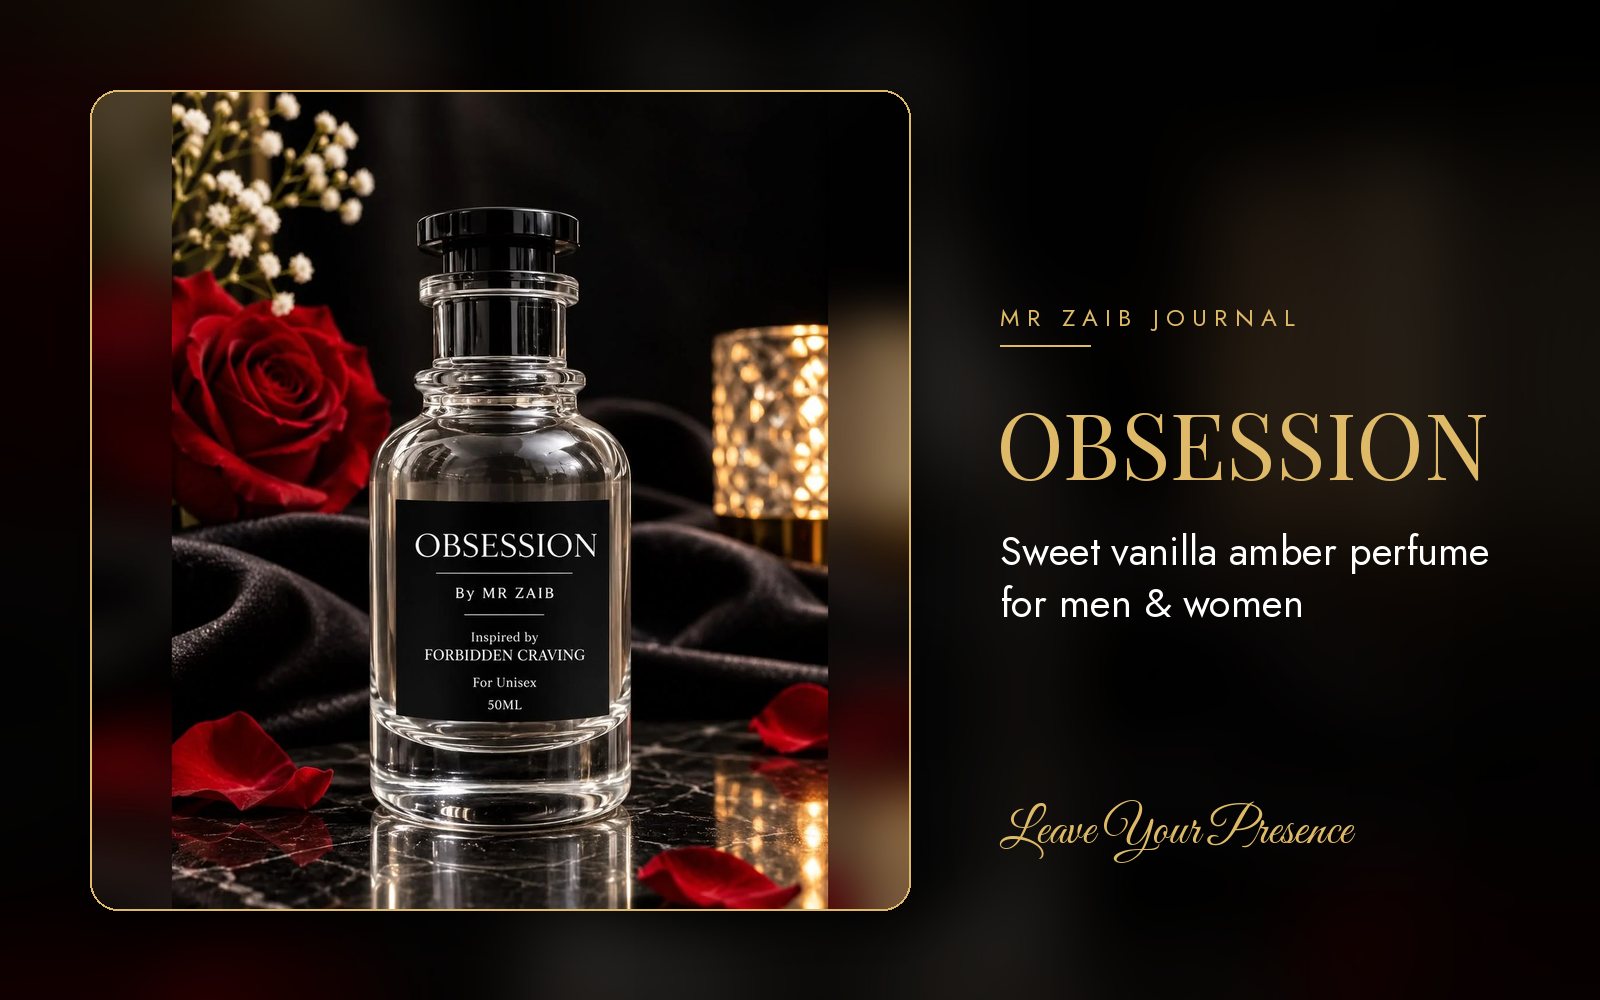 OBSESSION
By MR ZAIB
Inspired by
FORBIDDEN CRAVING
For Unisex
50ML
MR ZAIB JOURNAL
OBSESSION
Sweet vanilla amber perfume
for men & women
Leave Your Presence